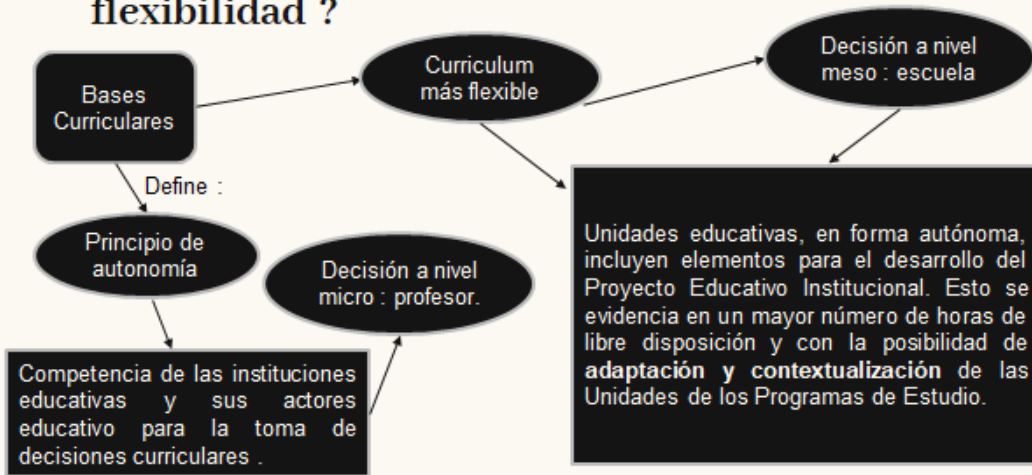 flexibilidad ?
Bases
Curriculares
Curriculum
más flexible
Decisión a nivel
meso : escuela
Define :
Principio de
autonomía
Decisión a nivel
micro : profesor.
Competencia de las instituciones
educativas y sus actores
educativo para la toma de
decisiones curriculares .
Unidades educativas, en forma autónoma,
incluyen elementos para el desarrollo del
Proyecto Educativo Institucional. Esto se
evidencia en un mayor número de horas de
libre disposición y con la posibilidad de
adaptación y contextualización de las
Unidades de los Programas de Estudio.